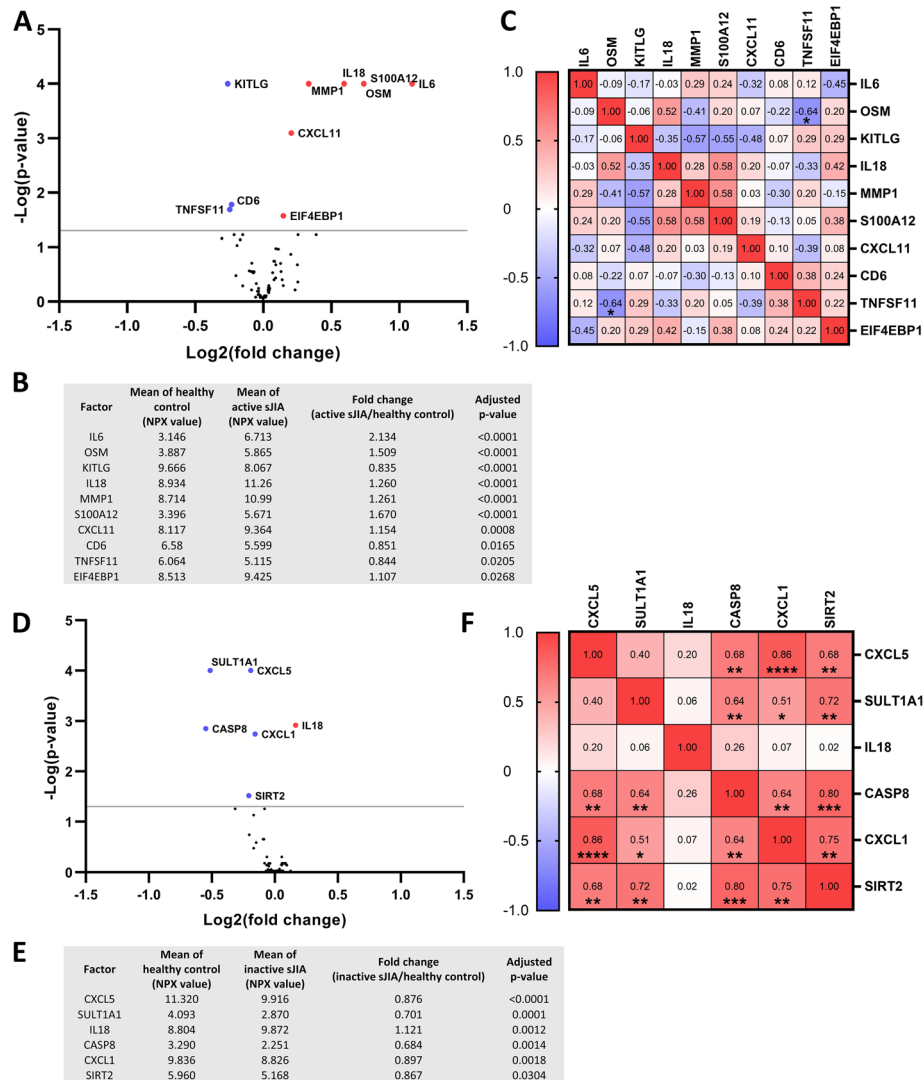 A
5
4
3
2
1
0
-Log(p-value)
-1.5
-1.0
-0.5
0.0
0.5
1.0
1.5
Log2(fold change)
KITLG
IL18
S100A12
MMP1
OSM
IL6
CXCL11
CD6
TNFSF11
EIF4EBP1
C
IL6
OSM
KITLG
IL18
MMP1
S100A12
CXCL11
CD6
TNFSF11
EIF4EBP1
1.0
0.5
0
-0.5
-1.0
1.00 -0.09 -0.17 -0.03 0.29 0.24 -0.32 0.08 0.12 -0.45 IL6
-0.09 1.00 -0.06 0.52 -0.41 0.20 0.07 -0.22 -0.64 0.20 OSM
*
-0.17 -0.06 1.00 -0.35 -0.57 -0.55 -0.48 0.07 0.29 0.29 KITLG
-0.03 0.52 -0.35 1.00 0.28 0.58 0.20 -0.07 -0.33 0.42 IL18
0.29 -0.41 -0.57 0.28 1.00 0.58 0.03 -0.30 0.20 -0.15 MMP1
0.24 0.20 -0.55 0.58 0.58 1.00 0.19 -0.13 0.05 0.38 S100A12
-0.32 0.07 -0.48 0.20 0.03 0.19 1.00 0.10 -0.39 0.08 CXCL11
0.08 -0.22 0.07 -0.07 -0.30 -0.13 0.10 1.00 0.38 0.24 CD6
0.12 -0.64 0.29 -0.33 0.20 0.05 -0.39 0.38 1.00 0.22 TNFSF11
*
-0.45 0.20 0.29 0.42 -0.15 0.38 0.08 0.24 0.22 1.00 EIF4EBP1
B
Factor Mean of healthy control (NPX value) Mean of active sJIA (NPX value) Fold change (active sJIA/healthy control) Adjusted p-value
IL6 3.146 6.713 2.134 <0.0001
OSM 3.887 5.865 1.509 <0.0001
KITLG 9.666 8.067 0.835 <0.0001
IL18 8.934 11.26 1.260 <0.0001
MMP1 8.714 10.99 1.261 <0.0001
S100A12 3.396 5.671 1.670 <0.0001
CXCL11 8.117 9.364 1.154 0.0008
CD6 6.58 5.599 0.851 0.0165
TNFSF11 6.064 5.115 0.844 0.0205
EIF4EBP1 8.513 9.425 1.107 0.0268
D
5
4
3
2
1
0
-Log(p-value)
-1.5
-1.0
-0.5
0.0
0.5
1.0
1.5
Log2(fold change)
SULT1A1
CXCL5
CASP8
CXCL1
IL18
SIRT2
F
CXCL5
SULT1A1
IL18
CASP8
CXCL1
SIRT2
1.0
0.5
0
-0.5
-1.0
1.00 0.40 0.20 0.68 0.86 0.68 CXCL5
** **** **
0.40 1.00 0.06 0.64 0.51 0.72 SULT1A1
** * **
0.20 0.06 1.00 0.26 0.07 0.02 IL18
0.68 0.64 0.26 1.00 0.64 0.80 CASP8
** ** ** ***
0.86 0.51 0.07 0.64 1.00 0.75 CXCL1
**** * ** **
0.68 0.72 0.02 0.80 0.75 1.00 SIRT2
** ** *** **
E
Factor Mean of healthy control (NPX value) Mean of inactive sJIA (NPX value) Fold change (inactive sJIA/healthy control) Adjusted p-value
CXCL5 11.320 9.916 0.876 <0.0001
SULT1A1 4.093 2.870 0.701 0.0001
IL18 8.804 9.872 1.121 0.0012
CASP8 3.290 2.251 0.684 0.0014
CXCL1 9.836 8.826 0.897 0.0018
SIRT2 5.960 5.168 0.867 0.0304